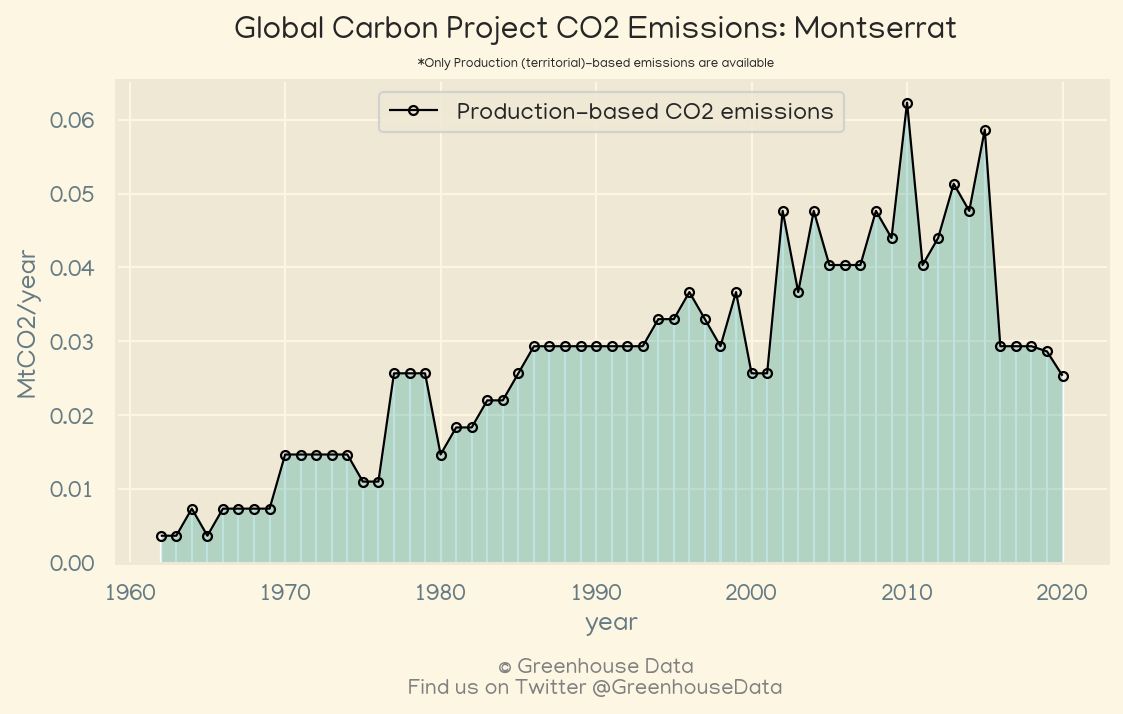 Global Carbon Project CO2 Emissions: Montserrat
*Only Production (territorial)-based emissions are available
Production-based CO2 emissions
0.06
0.05
0.04
0.03
0.02
0.01
0.00
MtCO2/year
1960 1970 1980 1990 2000 2010 2020
year
© Greenhouse Data
Find us on Twitter @GreenhouseData